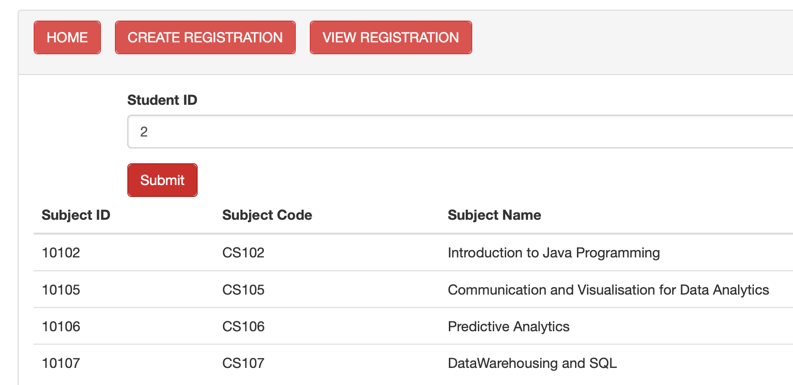 HOME CREATE REGISTRATION VIEW REGISTRATION
Student ID
2
Submit
Subject ID Subject Code Subject Name
10102 CS102 Introduction to Java Programming
10105 CS105 Communication and Visualisation for Data Analytics
10106 CS106 Predictive Analytics
10107 CS107 DataWarehousing and SQL